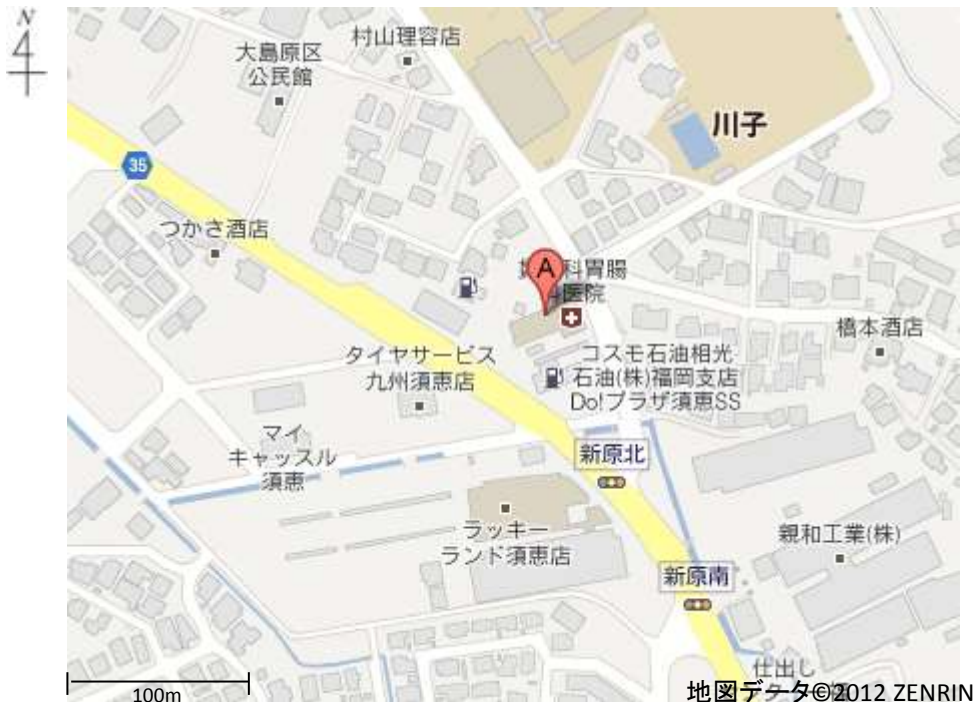 N
村山理容店
大島原区
公民館
川子
35
つかさ酒店
A
科胃腸
医院
橋本酒店
タイヤサービス
九州須恵店
コスモ石油相光
石油(株)福岡支店
Do!プラザ須恵SS
マイ
キャッスル
須恵
新原北
ラッキー
ランド須恵店
親和工業(株)
新原南
仕出し
100m
地図データ©2012 ZENRIN